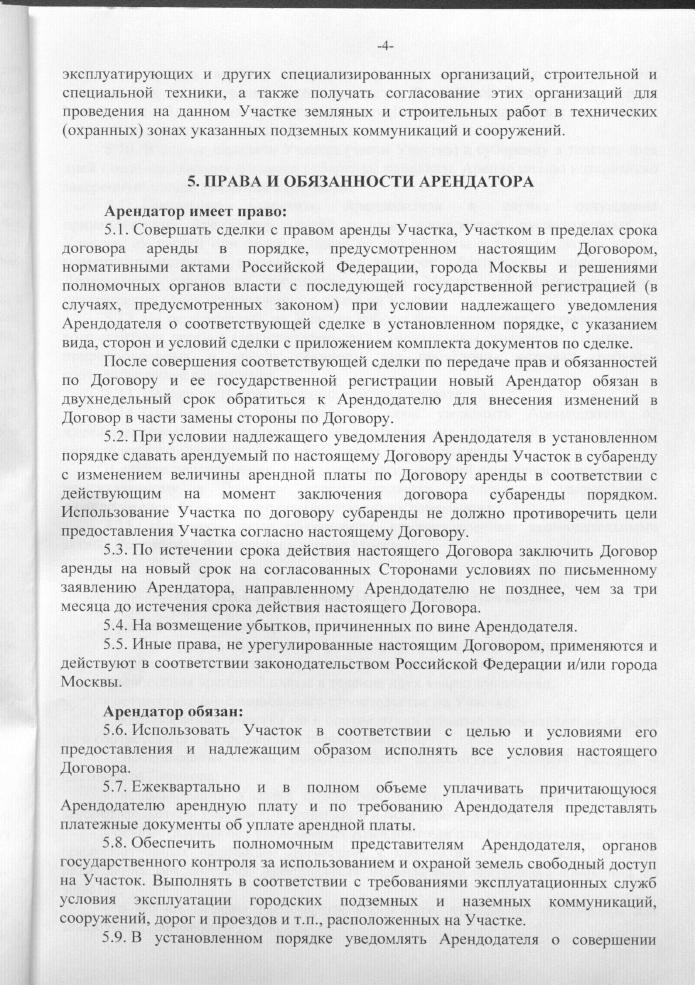 -4-
эксплуатирующих и других специализированных организаций, строительной и
специальной техники, а также получать согласование этих организаций для
проведения на данном Участке земляных и строительных работ в технических
(охранных) зонах указанных подземных коммуникаций и сооружений.
5. ПРАВА И ОБЯЗАННОСТИ АРЕНДАТОРА
Арендатор имеет право:
5.1. Совершать сделки с правом аренды Участка, Участком в пределах срока
договора аренды в порядке, предусмотренном настоящим Договором,
нормативными актами Российской Федерации, города Москвы и решениями
полномочных органов власти с последующей государственной регистрацией (в
случаях, предусмотренных законом) при условии надлежащего уведомления
Арендодателя о соответствующей сделке в установленном порядке, с указанием
вида, сторон и условий сделки с приложением комплекта документов по сделке.
После совершения соответствующей сделки по передаче прав и обязанностей
по Договору и ее государственной регистрации новый Арендатор обязан в
двухнедельный срок обратиться к Арендодателю для внесения изменений в
Договор в части замены стороны по Договору.
5.2. При условии надлежащего уведомления Арендодателя в установленном
порядке сдавать арендуемый по настоящему Договору аренды Участок в субаренду
с изменением величины арендной платы по Договору аренды в соответствии с
действующим на момент заключения договора субаренды порядком.
Использование Участка по договору субаренды не должно противоречить цели
предоставления Участка согласно настоящему Договору.
5.3. По истечении срока действия настоящего Договора заключить Договор
аренды на новый срок на согласованных Сторонами условиях по письменному
заявлению Арендатора, направленному Арендодателю не позднее, чем за три
месяца до истечения срока действия настоящего Договора.
5.4. На возмещение убытков, причиненных по вине Арендодателя.
5.5. Иные права, не урегулированные настоящим Договором, применяются и
действуют в соответствии законодательством Российской Федерации и/или города
Москвы.
Арендатор обязан:
5.6. Использовать Участок в соответствии с целью и условиями его
предоставления и надлежащим образом исполнять все условия настоящего
Договора.
5.7. Ежеквартально и в полном объеме уплачивать причитающуюся
Арендодателю арендную плату и по требованию Арендодателя представлять
платежные документы об уплате арендной платы.
5.8. Обеспечить полномочным представителям Арендодателя, органов
государственного контроля за использованием и охраной земель свободный доступ
на Участок. Выполнять в соответствии с требованиями эксплуатационных служб
условия эксплуатации городских подземных и наземных коммуникаций,
сооружений, дорог и проездов и т.п., расположенных на Участке.
5.9. В установленном порядке уведомлять Арендодателя о совершении